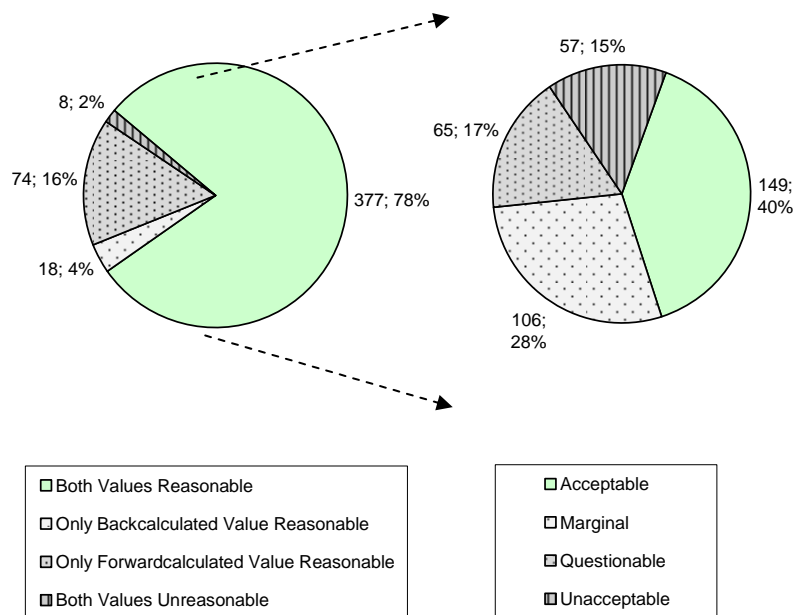 8; 2%
74; 16%
18; 4%
377; 78%
57; 15%
65; 17%
149;
40%
106;
28%
Both Values Reasonable
Only Backcalculated Value Reasonable
Only Forwardcalculated Value Reasonable
Both Values Unreasonable
Acceptable
Marginal
Questionable
Unacceptable